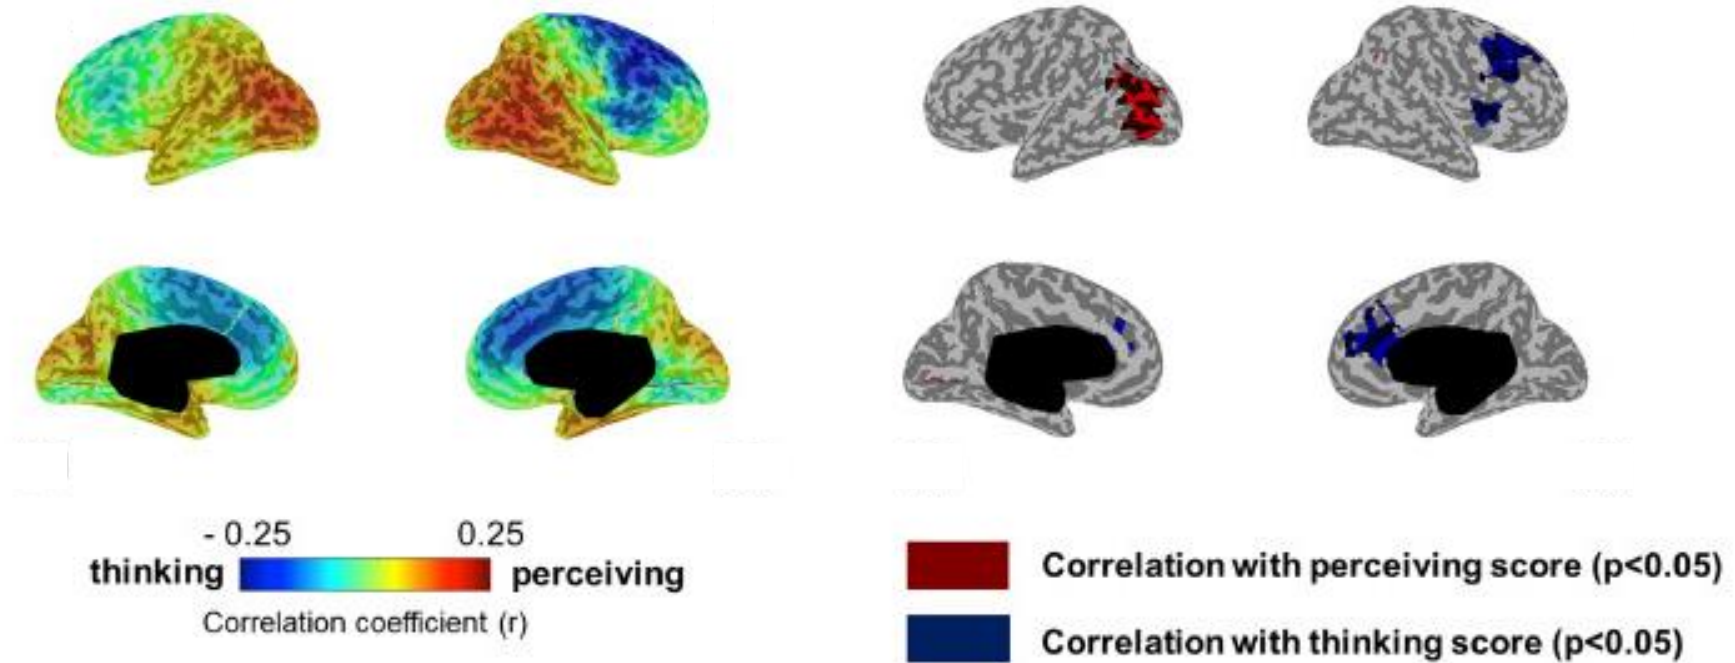 - 0.25 0.25
thinking perceiving
Correlation coefficient (r)
Correlation with perceiving score (p<0.05)
Correlation with thinking score (p<0.05)